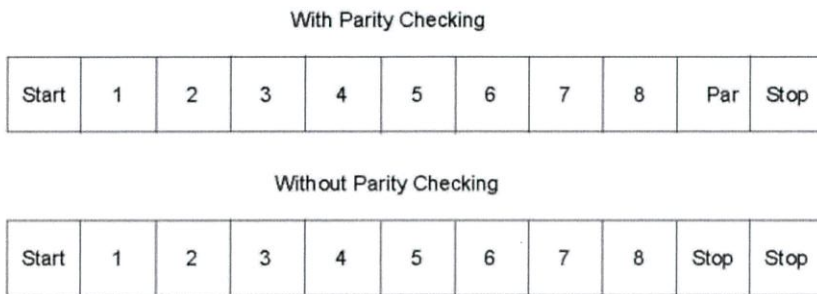 With Parity Checking
Start 1 2 3 4 5 6 7 8 Par Stop
Without Parity Checking
Start 1 2 3 4 5 6 7 8 Stop Stop